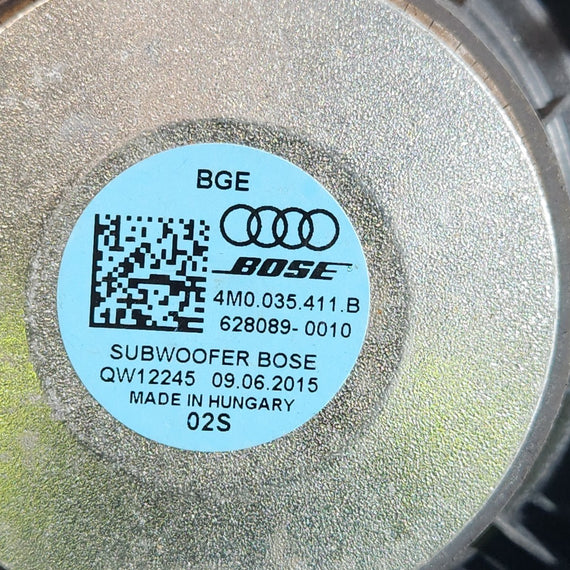 BGE
BOSE
4M0.035.411.B
628089-0010
SUBWOOFER BOSE
QW12245 09.06.2015
MADE IN HUNGARY
02S